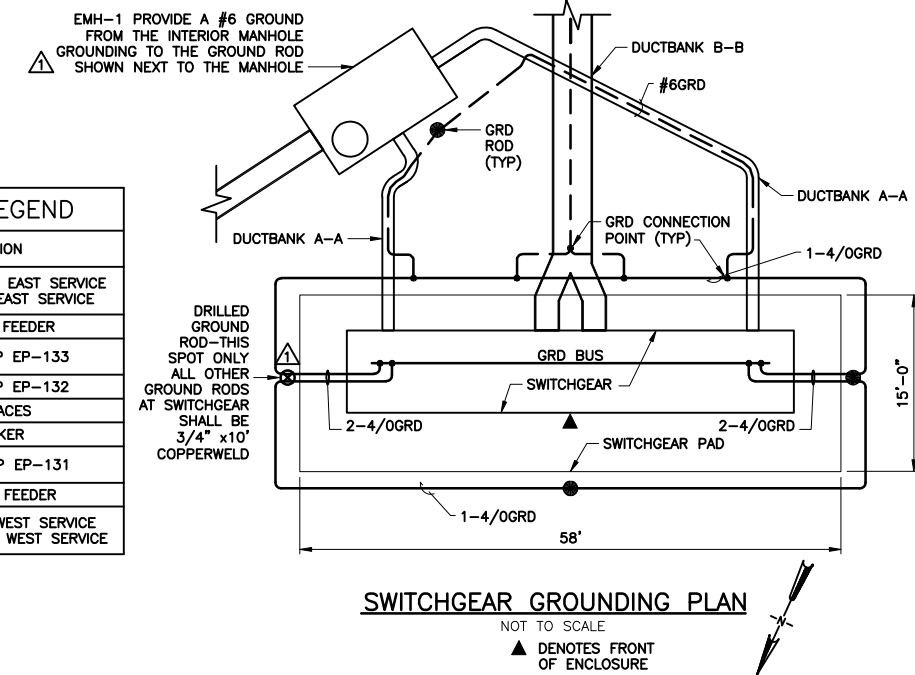 EMH-1 PROVIDE A #6 GROUND
FROM THE INTERIOR MANHOLE
GROUNDING TO THE GROUND ROD
SHOWN NEXT TO THE MANHOLE
1
DUCTBANK B-B
#6GRD
GRD
ROD
(TYP)
DUCTBANK A-A
DUCTBANK A-A
GRD CONNECTION
POINT (TYP)
1-4/0GRD
EGEND
ION
EAST SERVICE
EAST SERVICE
FEEDER
P EP-133
P EP-132
ACES
KER
P EP-131
FEEDER
WEST SERVICE
WEST SERVICE
DRILLED
GROUND
ROD-THIS
SPOT ONLY
ALL OTHER
GROUND RODS
AT SWITCHGEAR
SHALL BE
3/4" x10'
COPPERWELD
1
GRD BUS
SWITCHGEAR
2-4/0GRD
2-4/0GRD
SWITCHGEAR PAD
15'-0"
1-4/0GRD
58'
SWITCHGEAR GROUNDING PLAN
NOT TO SCALE
DENOTES FRONT
OF ENCLOSURE
N